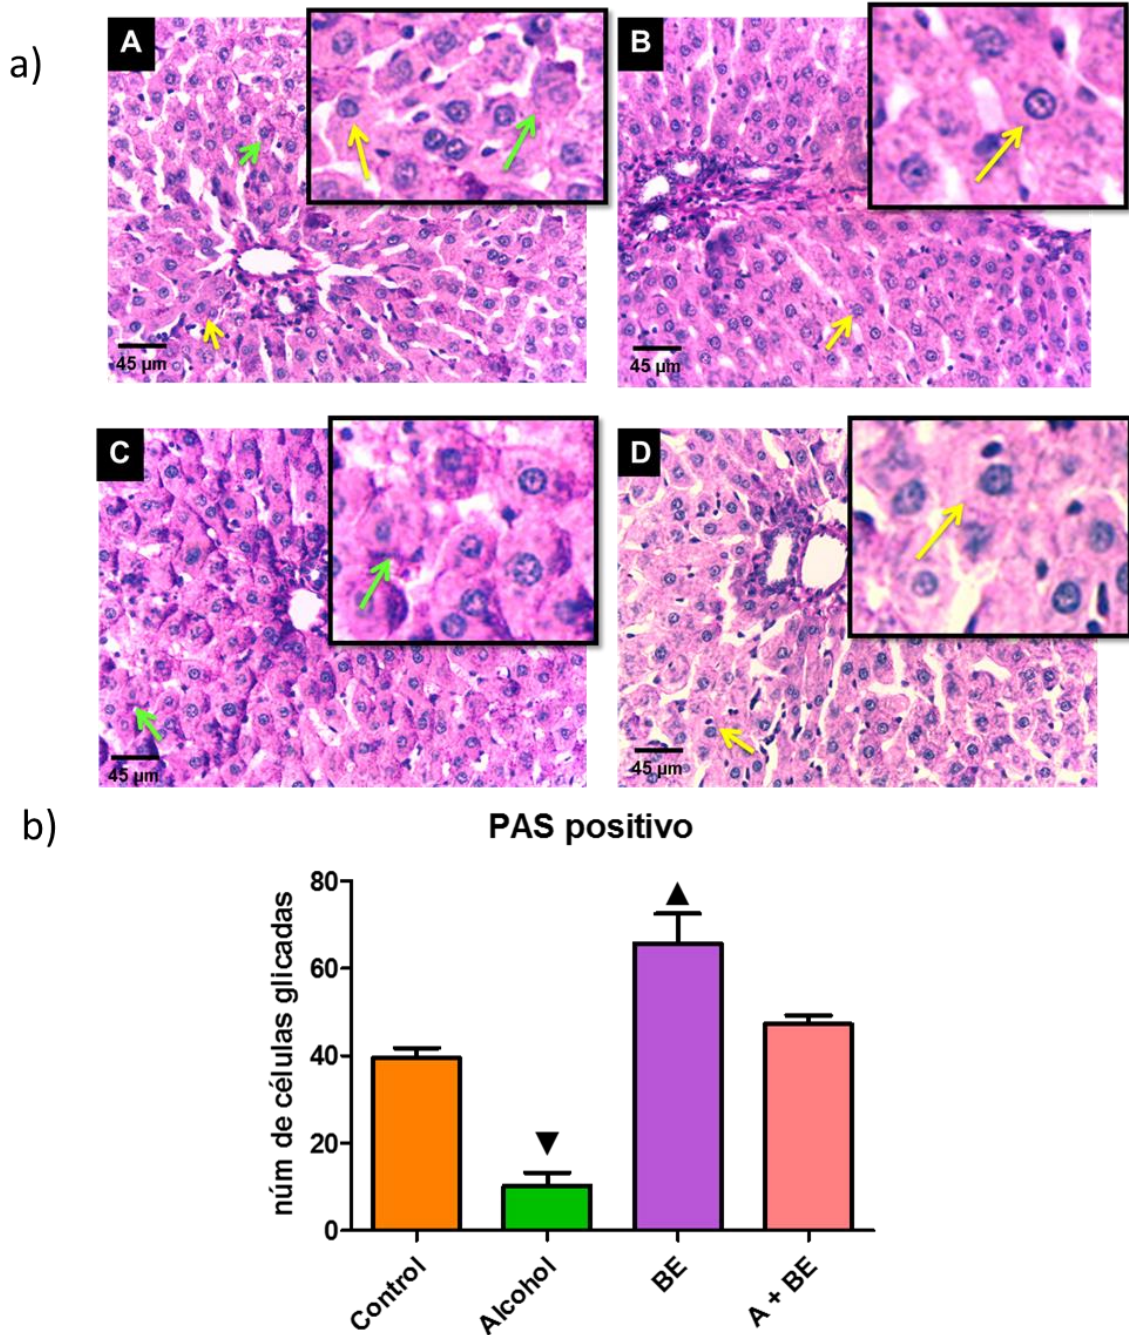 a)
A
B
45 µm
45 µm
C
D
45 µm
45 µm
b)
PAS positivo
núm de células glicadas
80
60
40
20
0
Control
Alcohol
BE
A + BE